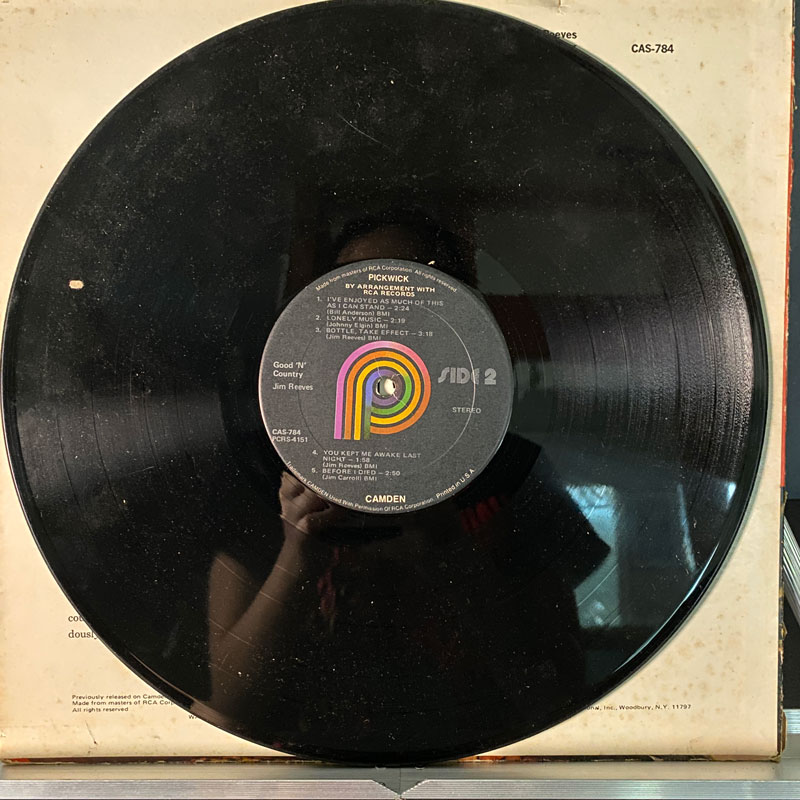 Reeves
CAS-784
Made from masters of RCA Corporation. All rights reserved
PICKWICK
BY ARRANGEMENT WITH
RCA RECORDS
1. I'VE ENJOYED AS MUCH OF THIS
AS I CAN STAND — 2:24
(Bill Anderson) BMI
2. LONELY MUSIC — 2:19
(Johnny Elgin) BMI
3. BOTTLE, TAKE EFFECT — 3:18
(Jim Reeves) BMI
Good 'N'
Country
Jim Reeves
SIDE 2
STEREO
CAS-784
PCRS-4151
4. YOU KEPT ME AWAKE LAST
NIGHT — 1:58
(Jim Reeves) BMI
5. BEFORE I DIED — 2:50
(Jim Carroll) BMI
CAMDEN
Trademark CAMDEN Used With Permission Of RCA Corporation. Printed in U.S.A
dously
Previously released on Camde
Made from masters of RCA Corp
All rights reserved
Inc., Woodbury, N.Y. 11797